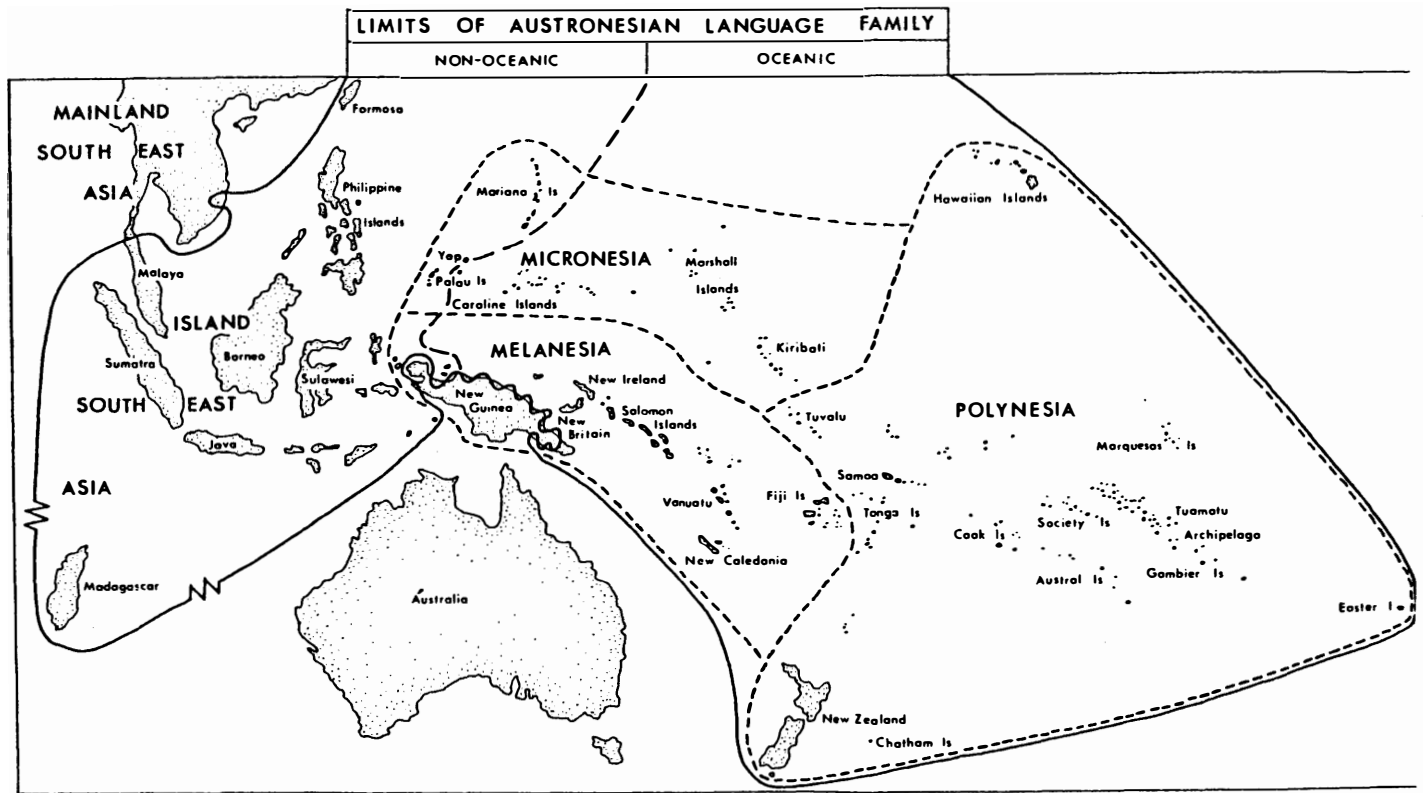 LIMITS OF AUSTRONESIAN LANGUAGE FAMILY
NON-OCEANIC
OCEANIC
MAINLAND
SOUTH EAST
ASIA
Formosa
Philippine
Islands
Mariana Is
Hawaiian Islands
Yap
Palau Is
MICRONESIA
Caroline Islands
Marshall
Islands
Malaya
ISLAND
Sumatra
Borneo
Sulawesi
SOUTH EAST
Java
ASIA
MELANESIA
Kiribati
New Ireland
New
Guinea
New
Britain
Solomon
Islands
Tuvalu
POLYNESIA
Marquesas Is
Samoa
Vanuatu
Fiji Is
Tonga Is
New Caledonia
Cook Is
Society Is
Tuamatu
Archipelago
Austral Is
Gambier Is
Easter I
Madagascar
Australia
New Zealand
Chatham Is